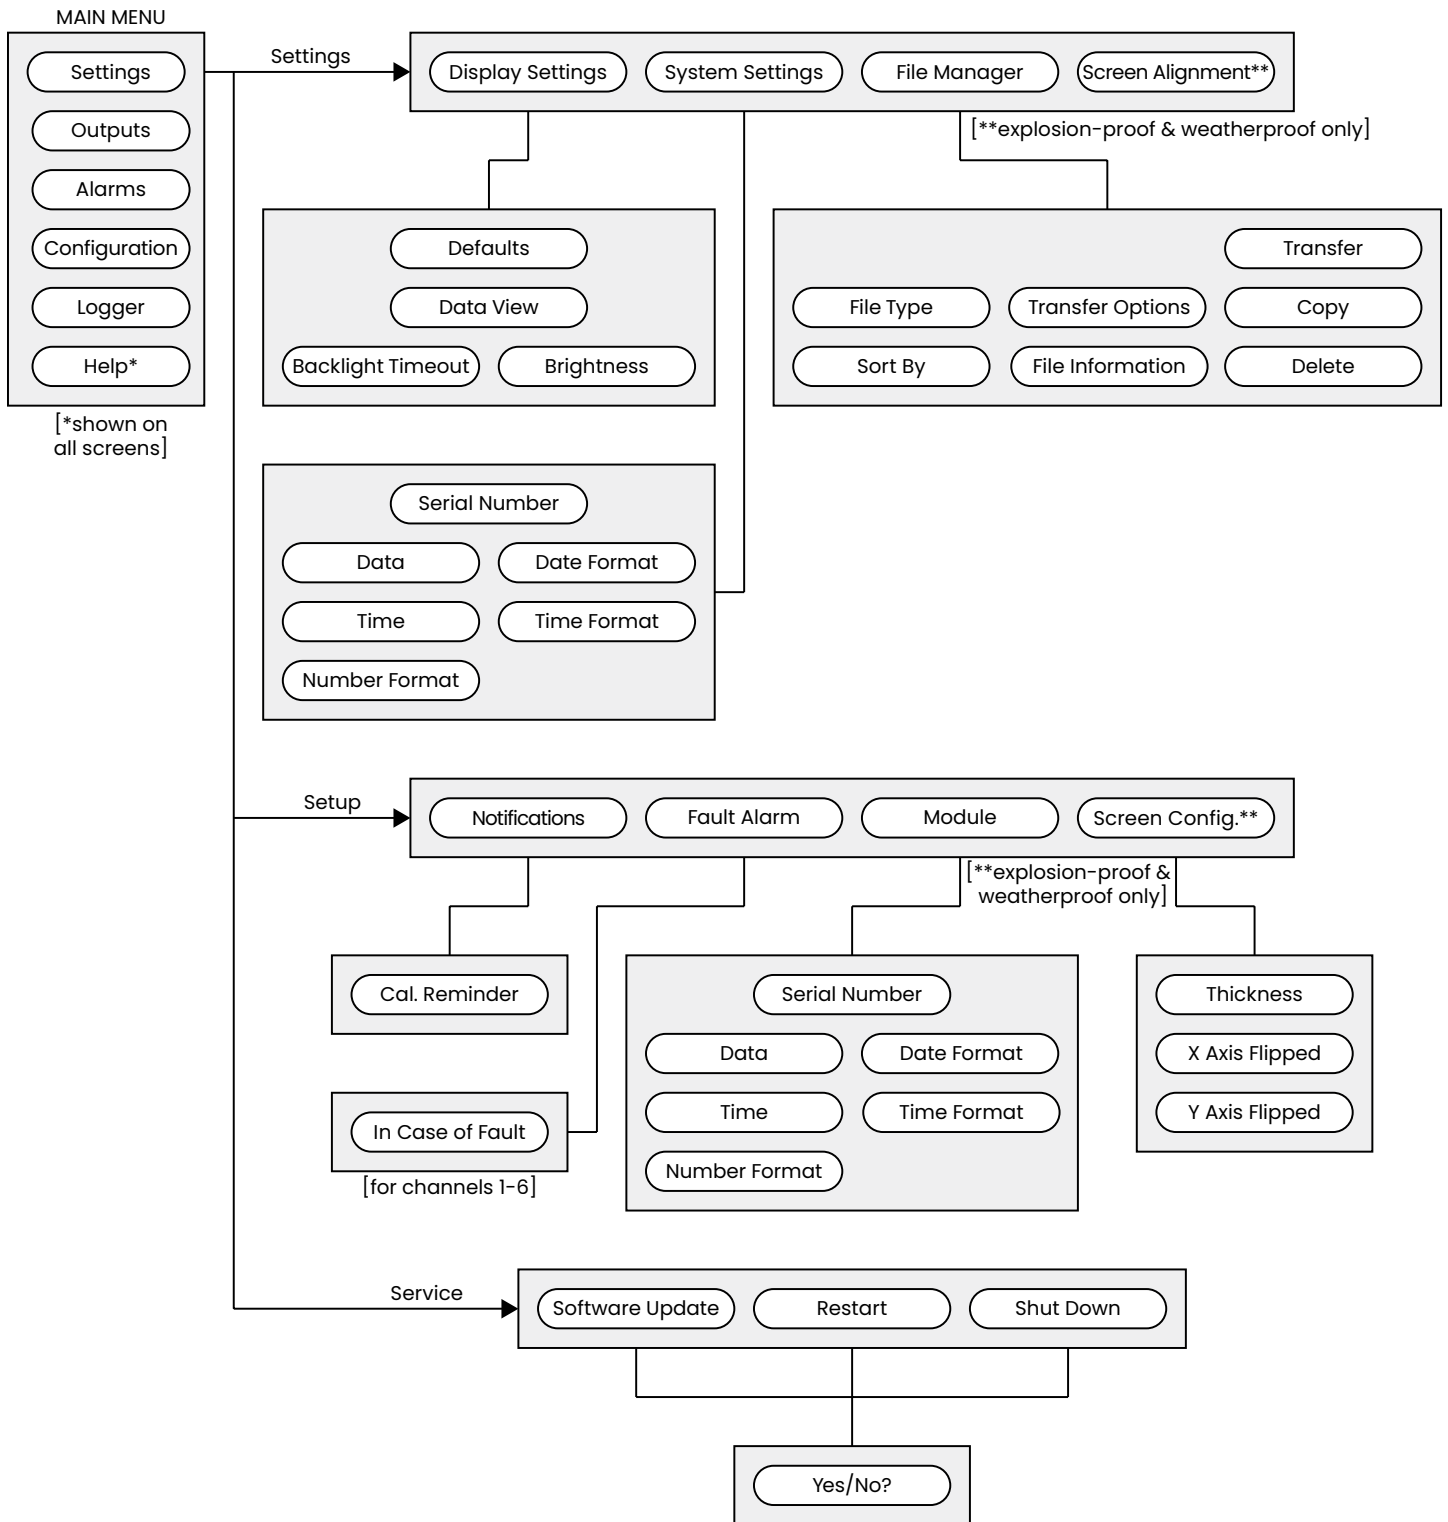 MAIN MENU
Settings
Outputs
Alarms
Configuration
Logger
Help*
[*shown on
all screens]
Settings
Display Settings
System Settings
File Manager
Screen Alignment**
[**explosion-proof & weatherproof only]
Defaults
Data View
Backlight Timeout
Brightness
Transfer
File Type
Transfer Options
Copy
Sort By
File Information
Delete
Serial Number
Data
Date Format
Time
Time Format
Number Format
Setup
Notifications
Fault Alarm
Module
Screen Config.**
[**explosion-proof &
weatherproof only]
Cal. Reminder
In Case of Fault
[for channels 1-6]
Serial Number
Data
Date Format
Time
Time Format
Number Format
Thickness
X Axis Flipped
Y Axis Flipped
Service
Software Update
Restart
Shut Down
Yes/No?